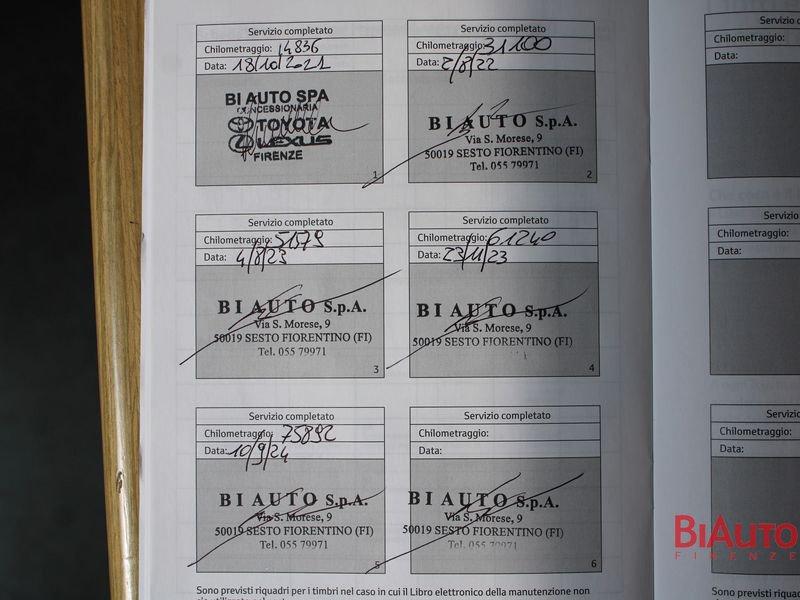 Servizio completato
Chilometraggio: 14836
Data: 18/10/2021
BI AUTO SPA
CONCESSIONARIA
TOYOTA
LEXUS
FIRENZE
1
Servizio completato
Chilometraggio: 31100
Data: 2/8/22
BI AUTO S.p.A.
Via S. Morese, 9
50019 SESTO FIORENTINO (FI)
Tel. 055 79971
2
Servizio completato
Chilometraggio: 51579
Data: 4/8/23
BI AUTO S.p.A.
Via S. Morese, 9
50019 SESTO FIORENTINO (FI)
Tel. 055 79971
3
Servizio completato
Chilometraggio: 61240
Data: 23/11/23
BI AUTO S.p.A.
Via S. Morese, 9
50019 SESTO FIORENTINO (FI)
4
Servizio completato
Chilometraggio: 75892
Data: 10/9/24
BI AUTO S.p.A.
Via S. Morese, 9
50019 SESTO FIORENTINO (FI)
Tel. 055 79971
5
Servizio completato
Chilometraggio:
Data:
BI AUTO S.p.A.
Via S. Morese, 9
50019 SESTO FIORENTINO (FI)
Tel. 055 79971
6
Sono previsti riquadri per i timbri nel caso in cui il Libro elettronico della manutenzione non
Servizio c
Chilometraggio:
Data:
Servizio
Chilometraggio:
Data:
Servizio
Chilometraggio:
Data:
Sono previsti riquadri
BIAUTO
FIRENZE